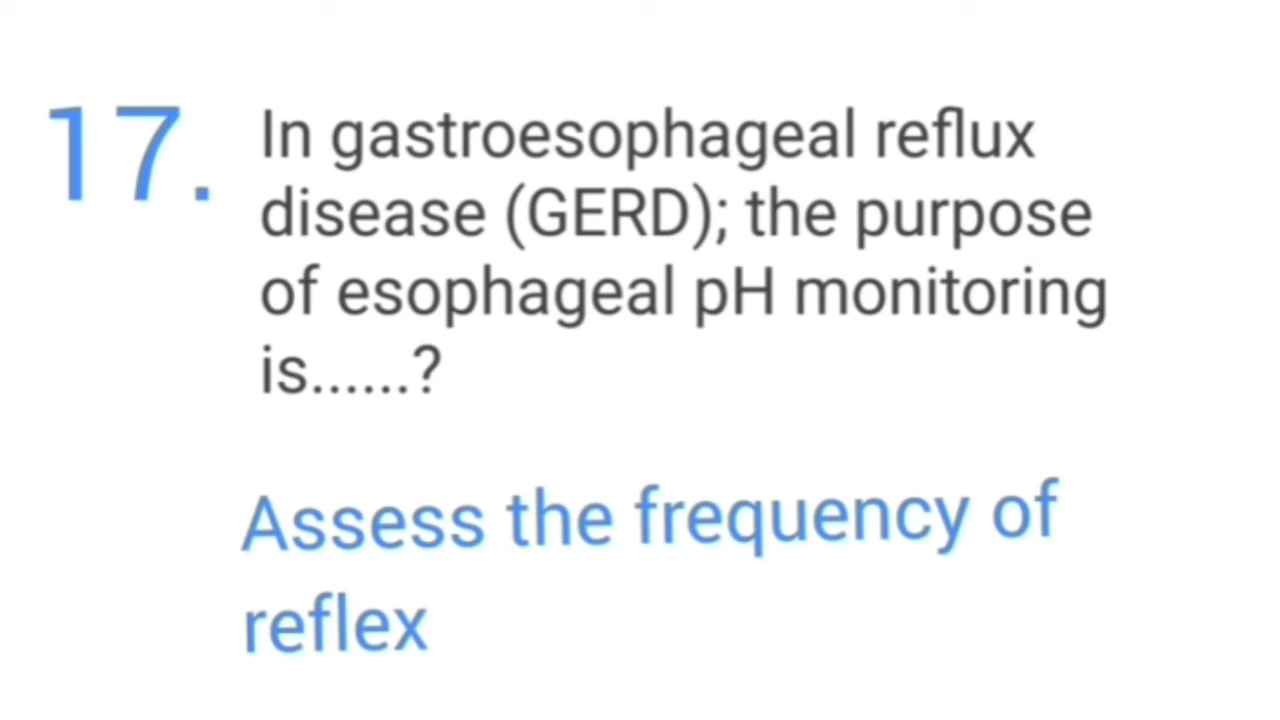 17. In gastroesophageal reflux
disease (GERD); the purpose
of esophageal pH monitoring
is......?
Assess the frequency of
reflex